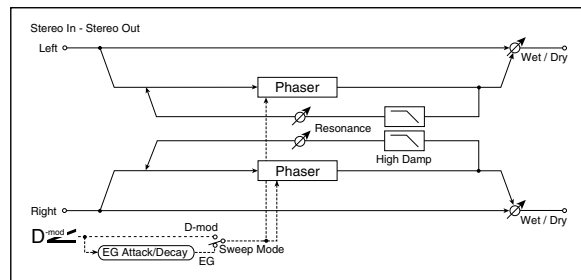 Stereo In - Stereo Out
Left
Wet / Dry
Phaser
Resonance
High Damp
Phaser
Right
Wet / Dry
D-mod
D-mod
EG Attack/Decay
EG
Sweep Mode